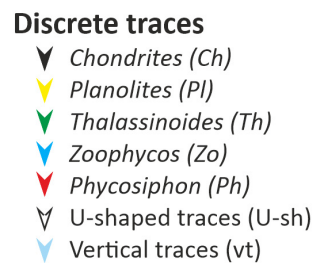 Discrete traces
Chondrites (Ch)
Planolites (Pl)
Thalassinoides (Th)
Zoophycos (Zo)
Phycosiphon (Ph)
U-shaped traces (U-sh)
Vertical traces (vt)